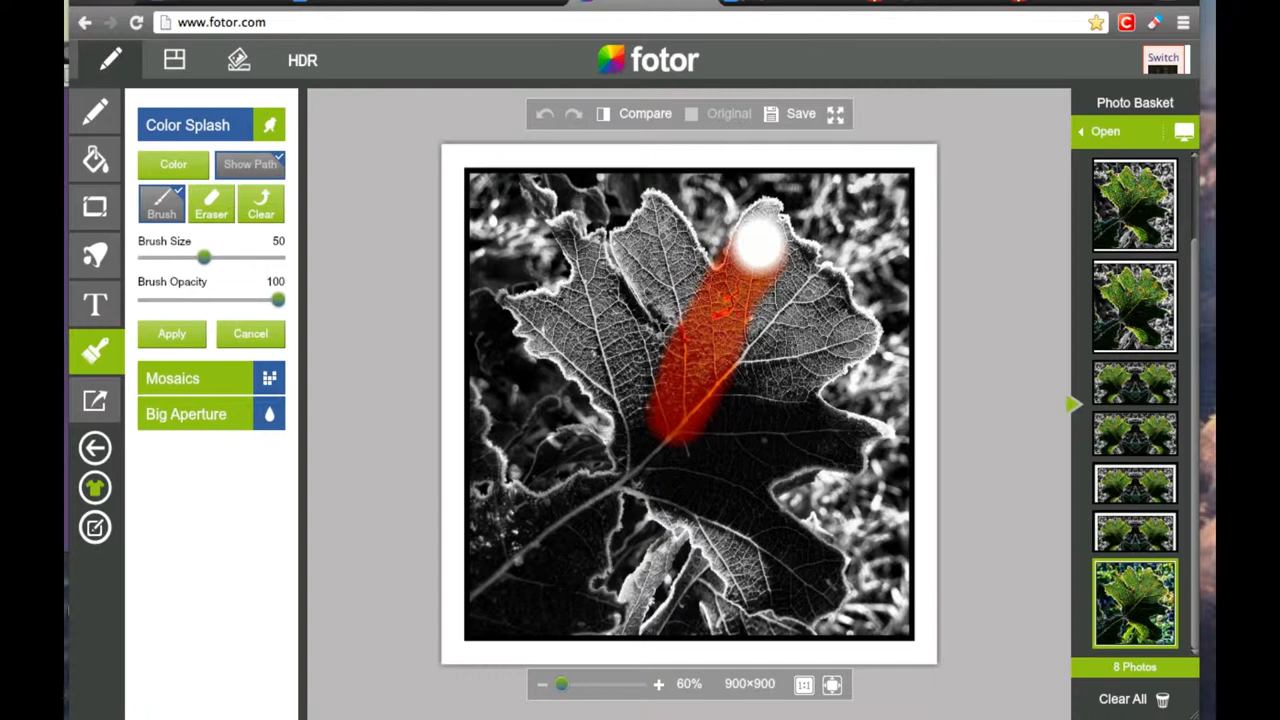 www.fotor.com
C
HDR
fotor
Switch
Color Splash
Color
Show Path
Brush
Eraser
Clear
Brush Size
50
Brush Opacity
100
Apply
Cancel
Mosaics
Big Aperture
T
Compare
Original
Save
60%
900×900
1:1
Photo Basket
Open
8 Photos
Clear All